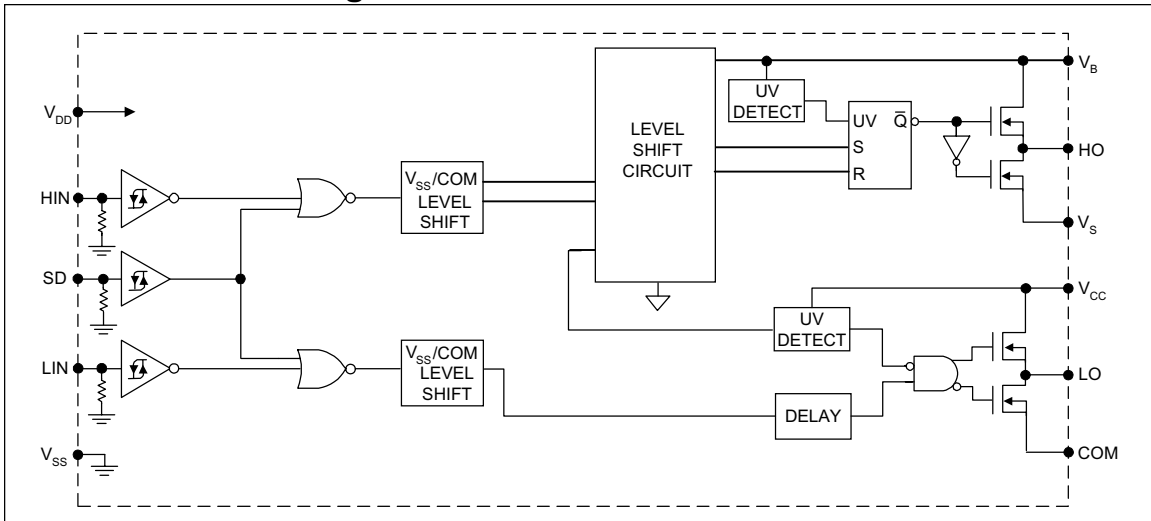 g
V_DD
HIN
SD
LIN
V_SS
V_SS/COM
LEVEL
SHIFT
V_SS/COM
LEVEL
SHIFT
LEVEL
SHIFT
CIRCUIT
UV
DETECT
UV Q̅
S
R
UV
DETECT
DELAY
V_B
HO
V_S
V_CC
LO
COM